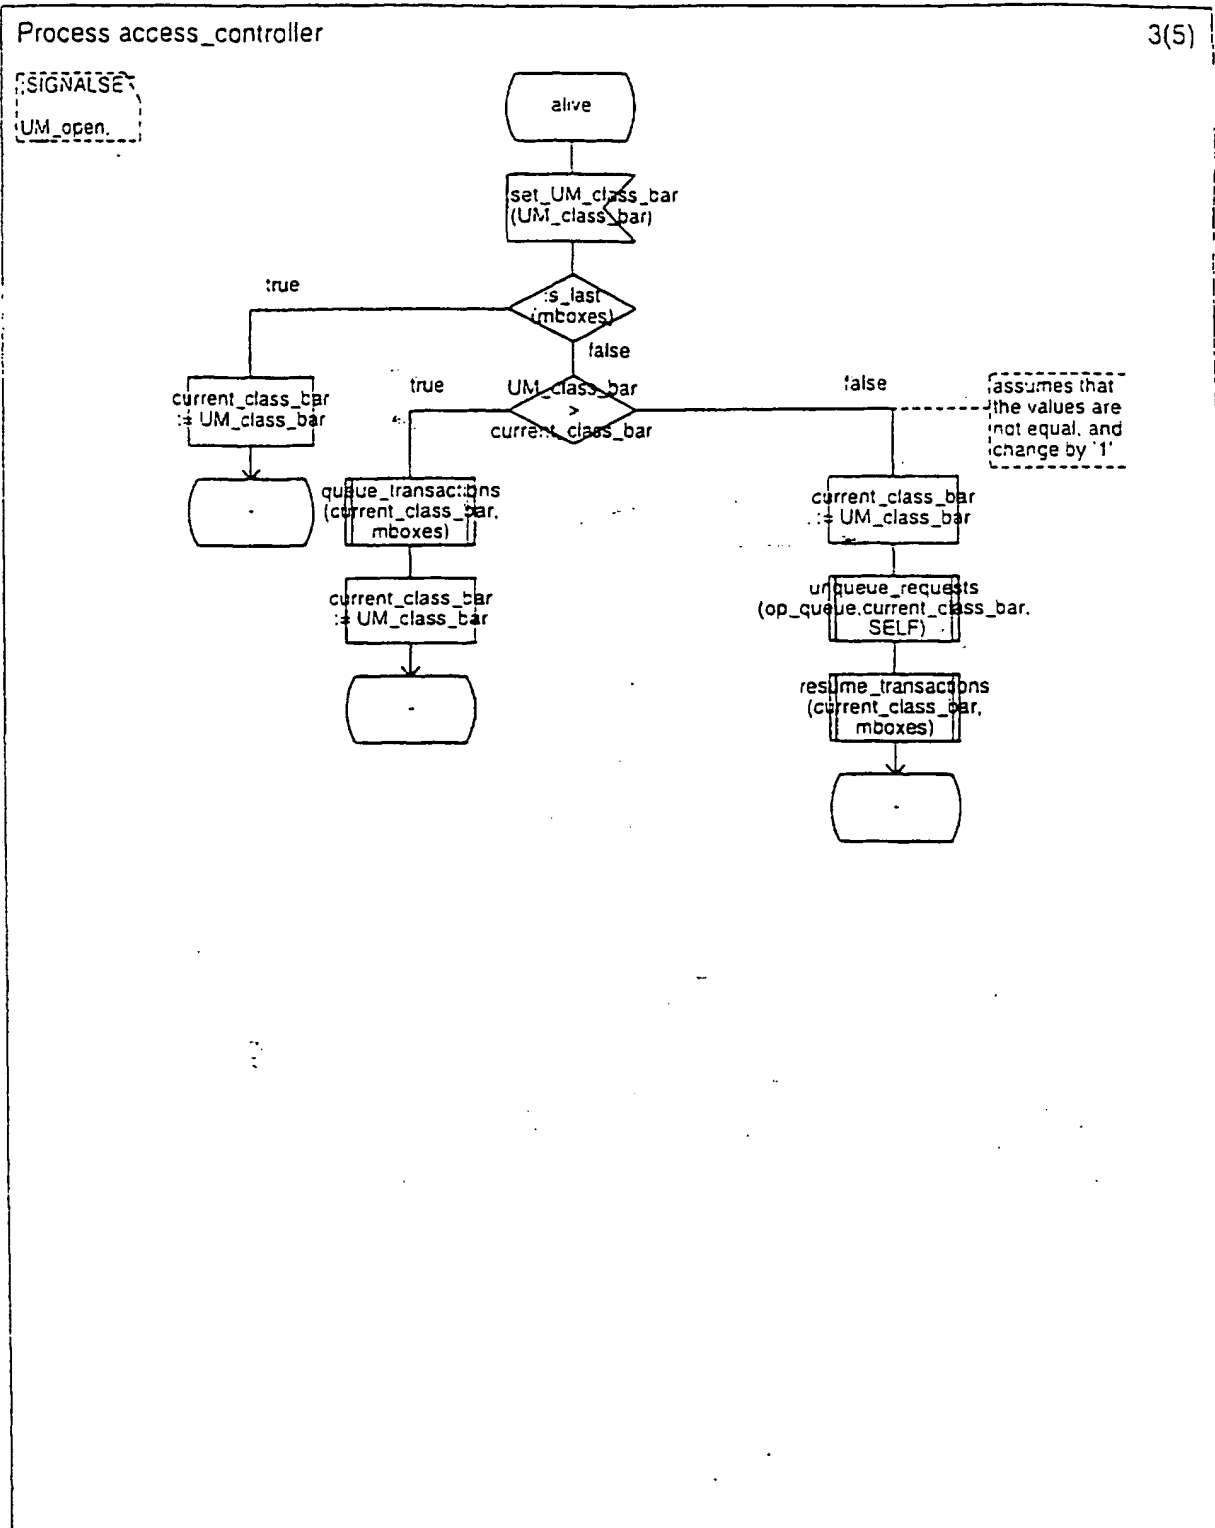 Process access_controller
3(5)
;SIGNALSE
UM_open,
alive
set_UM_class_bar
(UM_class_bar)
true
is_last
(mboxes)
false
true
UM_class_bar
>
current_class_bar
false
assumes that
the values are
not equal, and
change by '1'
current_class_bar
:= UM_class_bar
-
queue_transactions
(current_class_bar,
mboxes)
current_class_bar
:= UM_class_bar
-
current_class_bar
:= UM_class_bar
unqueue_requests
(op_queue,current_class_bar,
SELF)
resume_transactions
(current_class_bar,
mboxes)
-